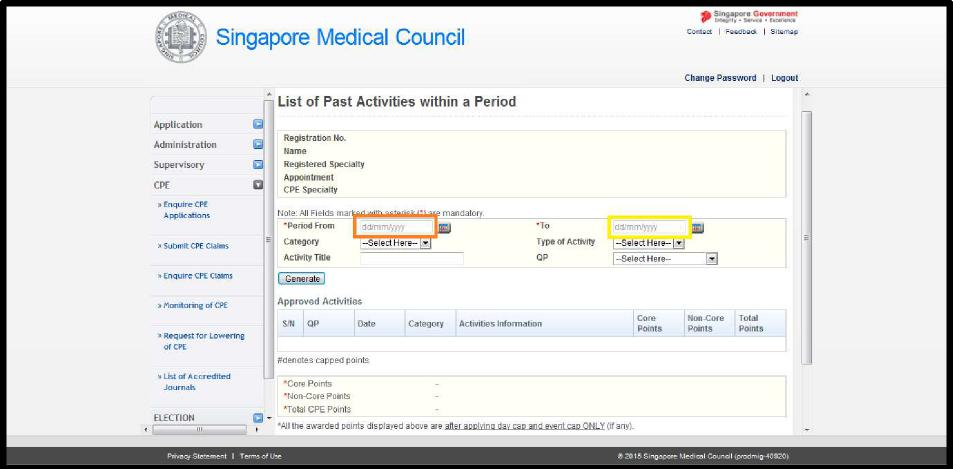 Singapore Government
Integrity • Service • Excellence
Contact | Feedback | Sitemap
SINGAPORE MEDICAL COUNCIL
Singapore Medical Council
Change Password | Logout
Application
Administration
Supervisory
CPE
» Enquire CPE
Applications
» Submit CPE Claims
» Enquire CPE Claims
» Monitoring of CPE
» Request for Lowering
of CPE
» List of Accredited
Journals
ELECTION
List of Past Activities within a Period
Registration No.
Name
Registered Specialty
Appointment
CPE Specialty
Note: All Fields marked with asterisk (*) are mandatory.
*Period From dd/mm/yyyy *To dd/mm/yyyy
Category --Select Here-- Type of Activity --Select Here--
Activity Title QP --Select Here--
Generate
Approved Activities
S/N QP Date Category Activities Information Core Points Non-Core Points Total Points
#denotes capped points
*Core Points -
*Non-Core Points -
*Total CPE Points -
*All the awarded points displayed above are after applying day cap and event cap ONLY (if any).
Privacy Statement | Terms of Use © 2015 Singapore Medical Council (prodmig-40920)